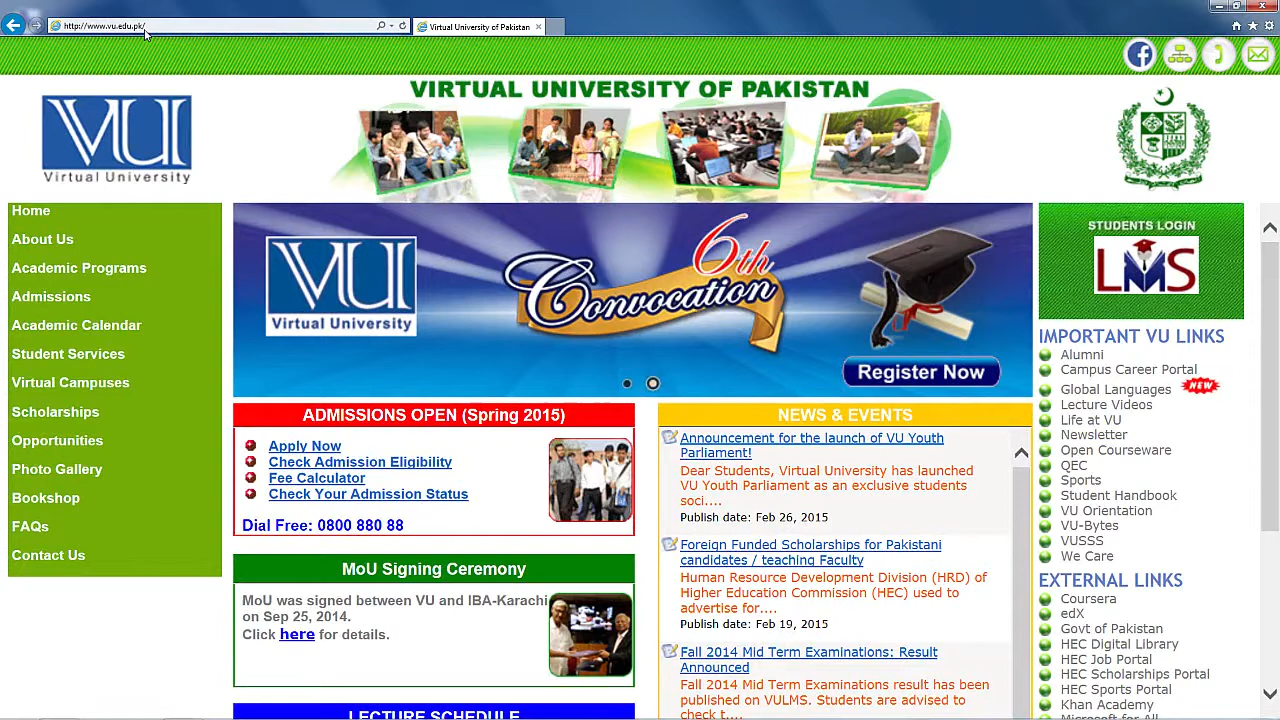 http://www.vu.edu.pk/
Virtual University of Pakistan
VIRTUAL UNIVERSITY OF PAKISTAN
VU
Virtual University
Home
About Us
Academic Programs
Admissions
Academic Calendar
Student Services
Virtual Campuses
Scholarships
Opportunities
Photo Gallery
Bookshop
FAQs
Contact Us
VU
Virtual University
6th
Convocation
Register Now
ADMISSIONS OPEN (Spring 2015)
Apply Now
Check Admission Eligibility
Fee Calculator
Check Your Admission Status
Dial Free: 0800 880 88
MoU Signing Ceremony
MoU was signed between VU and IBA-Karachi
on Sep 25, 2014.
Click here for details.
LECTURE SCHEDULE
NEWS & EVENTS
Announcement for the launch of VU Youth
Parliament!
Dear Students, Virtual University has launched
VU Youth Parliament as an exclusive students
soci....
Publish date: Feb 26, 2015
Foreign Funded Scholarships for Pakistani
candidates / teaching Faculty
Human Resource Development Division (HRD) of
Higher Education Commission (HEC) used to
advertise for....
Publish date: Feb 19, 2015
Fall 2014 Mid Term Examinations: Result
Announced
Fall 2014 Mid Term Examinations result has been
published on VULMS. Students are advised to
check t....
STUDENTS LOGIN
LMS
IMPORTANT VU LINKS
Alumni
Campus Career Portal
Global Languages NEW
Lecture Videos
Life at VU
Newsletter
Open Courseware
QEC
Sports
Student Handbook
VU Orientation
VU-Bytes
VUSSS
We Care
EXTERNAL LINKS
Coursera
edX
Govt of Pakistan
HEC Digital Library
HEC Job Portal
HEC Scholarships Portal
HEC Sports Portal
Khan Academy
Microsoft for All